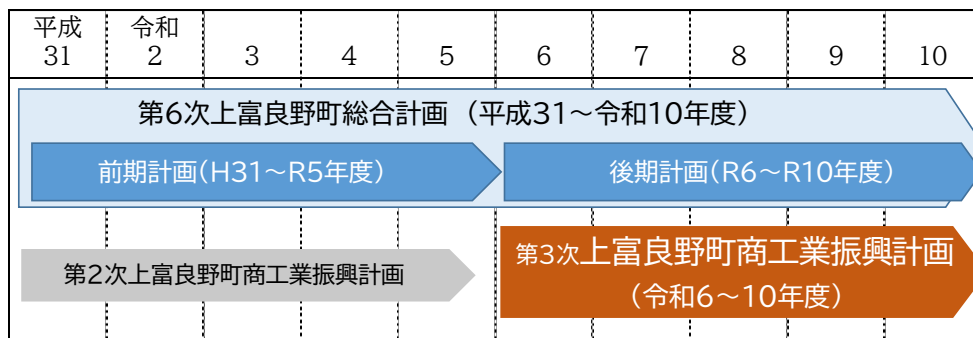 平成 令和
31 2 3 4 5 6 7 8 9 10
第6次上富良野町総合計画 (平成31~令和10年度)
前期計画(H31~R5年度) 後期計画(R6~R10年度)
第2次上富良野町商工業振興計画
第3次上富良野町商工業振興計画
(令和6~10年度)